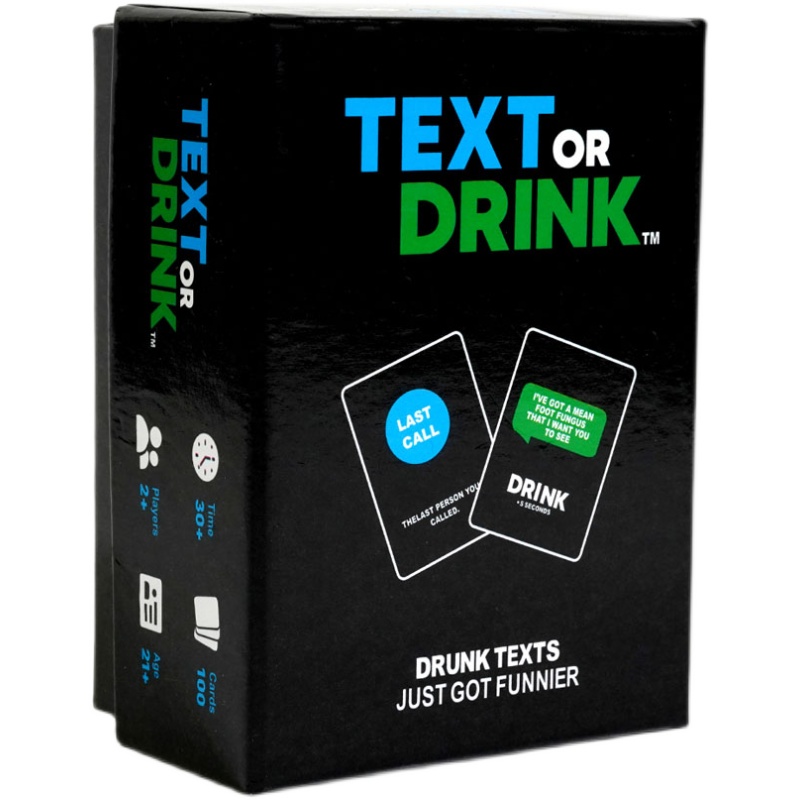 TEXT OR
DRINK™
LAST
CALL
THELAST PERSON YOU
CALLED.
I'VE GOT A MEAN
FOOT FUNGUS
THAT I WANT YOU
TO SEE
DRINK
+3 SECONDS
DRUNK TEXTS
JUST GOT FUNNIER
TEXT OR
DRINK™
Time
30+
Players
2+
Cards
100
Age
21+